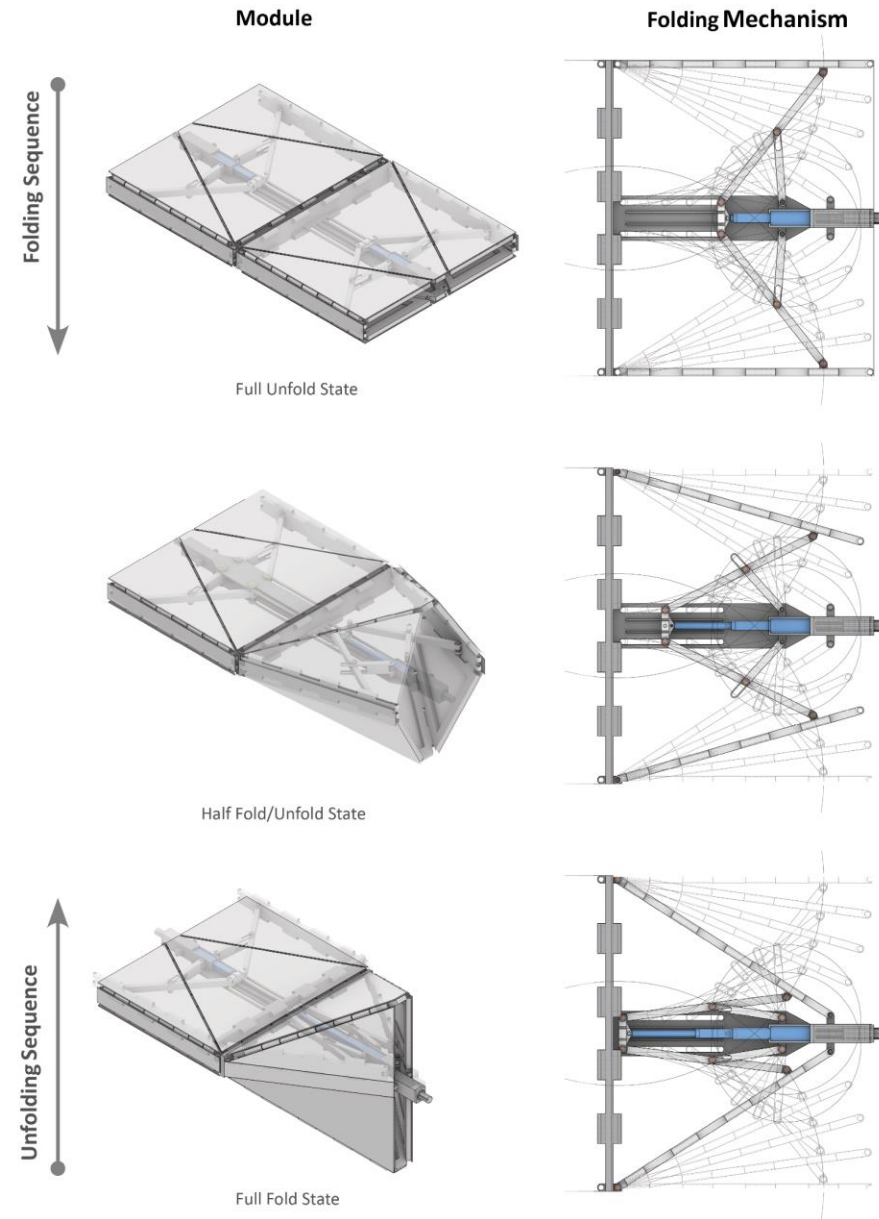 Module
Folding Mechanism
Folding Sequence
Full Unfold State
Half Fold/Unfold State
Unfolding Sequence
Full Fold State